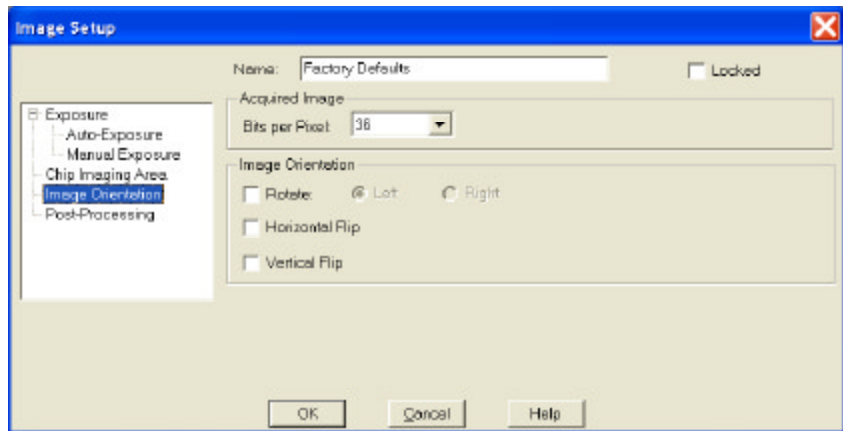 Image Setup
Name: Factory Defaults
Locked
Exposure
Auto-Exposure
Manual Exposure
Chip Imaging Area
Image Orientation
Post-Processing
Acquired Image
Bits per Pixel: 36
Image Orientation
Rotate: Left Right
Horizontal Flip
Vertical Flip
OK Cancel Help